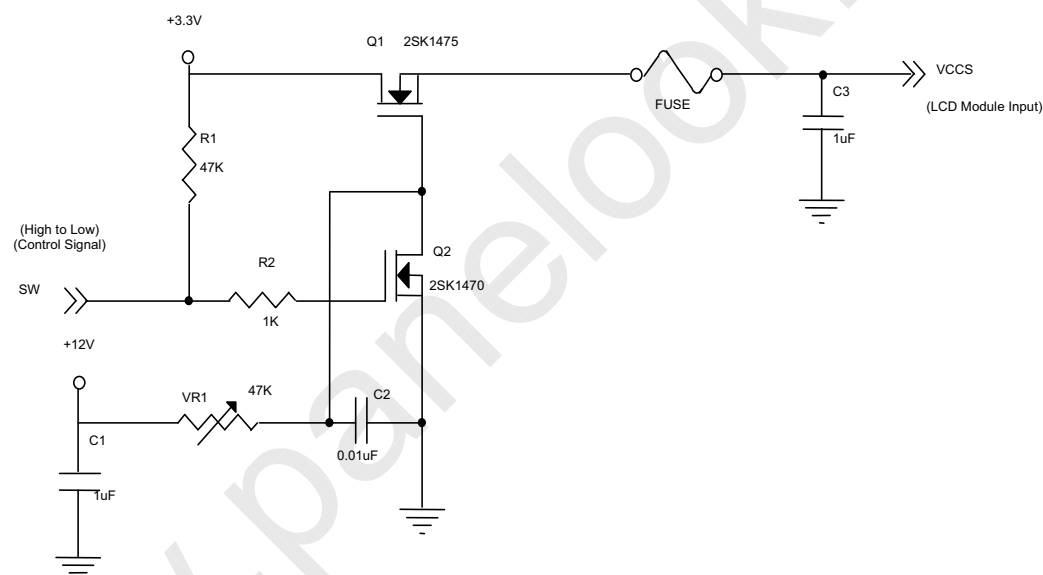 +3.3V
Q1 2SK1475
VCCS
FUSE
C3
(LCD Module Input)
R1
1uF
47K
(High to Low)
(Control Signal)
R2
Q2
SW
2SK1470
1K
+12V
VR1
47K
C2
C1
0.01uF
1uF
.panelook.